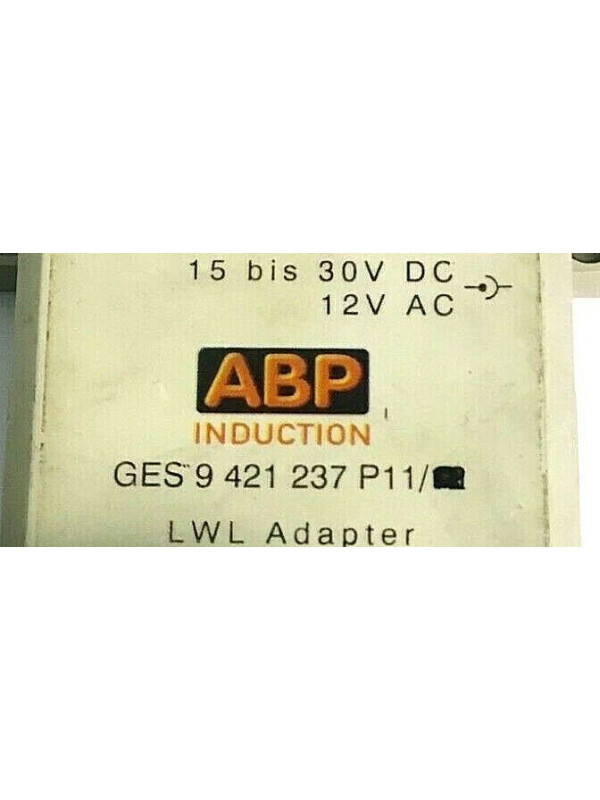 15 bis 30V DC
12V AC
ABP
INDUCTION
GES 9 421 237 P11/
LWL Adapter